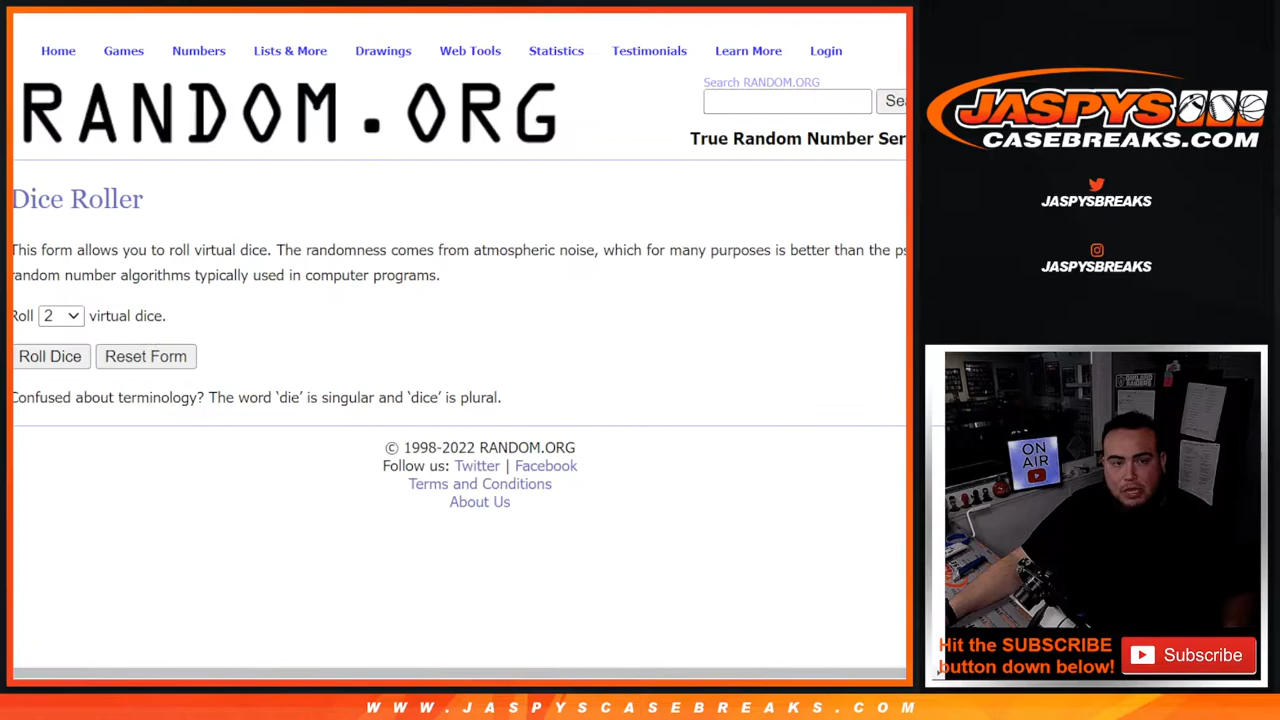 Home Games Numbers Lists & More Drawings Web Tools Statistics Testimonials Learn More Login
RANDOM.ORG
Search RANDOM.ORG
Sea
True Random Number Ser
Dice Roller
This form allows you to roll virtual dice. The randomness comes from atmospheric noise, which for many purposes is better than the ps
random number algorithms typically used in computer programs.
Roll 2 virtual dice.
Roll Dice Reset Form
Confused about terminology? The word ‘die’ is singular and ‘dice’ is plural.
© 1998-2022 RANDOM.ORG
Follow us: Twitter | Facebook
Terms and Conditions
About Us
JASPYS
CASEBREAKS.COM
JASPYSBREAKS
JASPYSBREAKS
OAKLAND
RAIDERS
ON
AIR
Hit the SUBSCRIBE
button down below!
Subscribe
WWW.JASPYSCASEBREAKS.COM